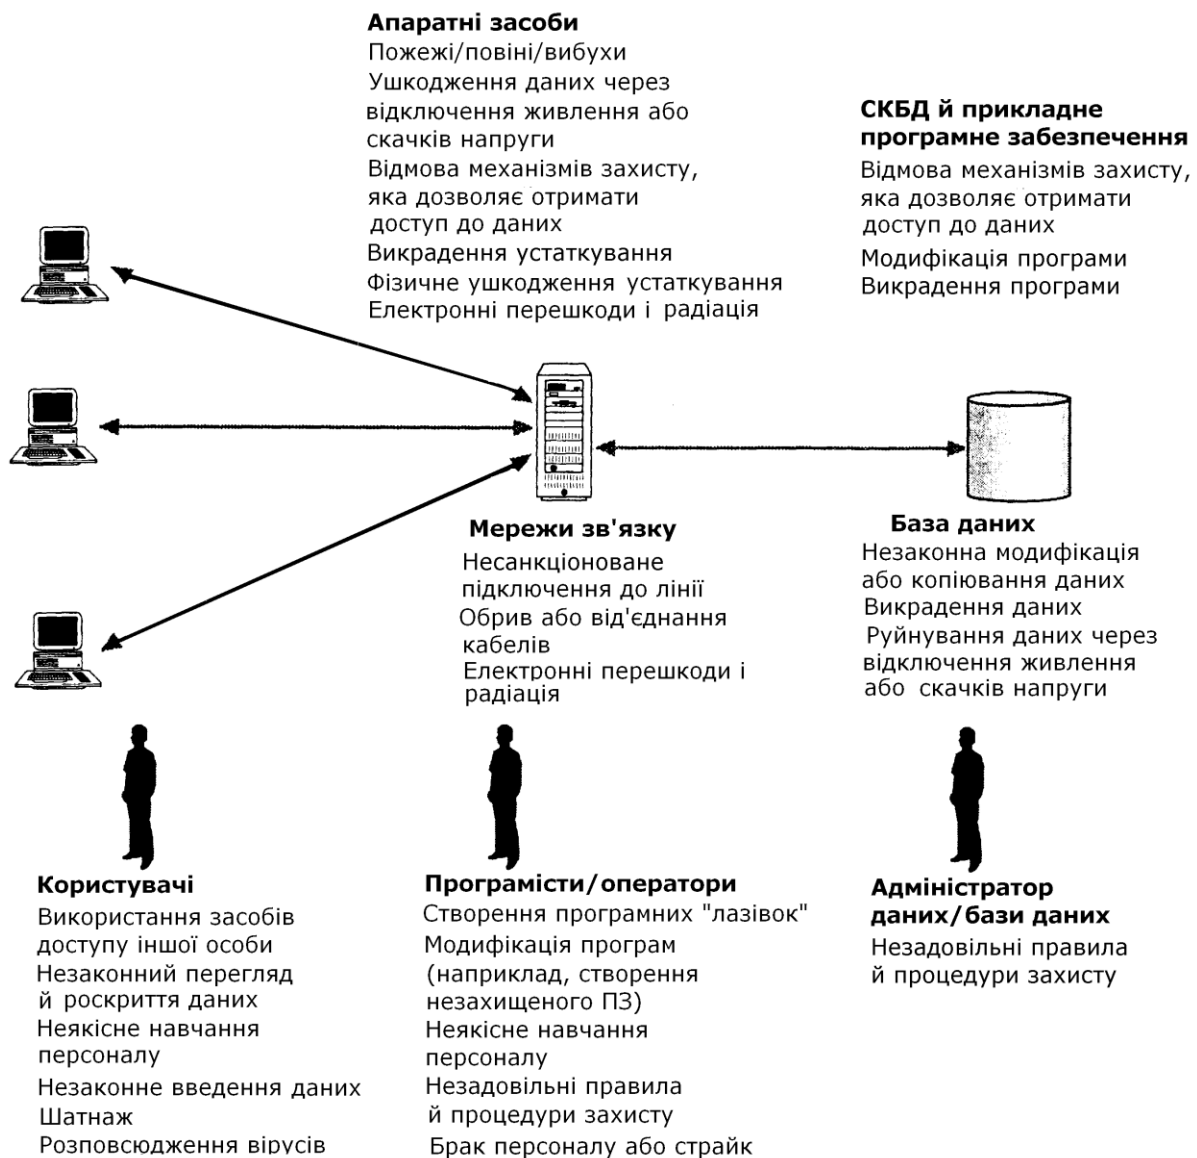 Апаратні засоби
Пожежі/повіні/вибухи
Ушкодження даних через
відключення живлення або
скачків напруги
Відмова механізмів захисту,
яка дозволяє отримати
доступ до даних
Викрадення устаткування
Фізичне ушкодження устаткування
Електронні перешкоди і радіація
СКБД й прикладне
програмне забезпечення
Відмова механізмів захисту,
яка дозволяє отримати
доступ до даних
Модифікація програми
Викрадення програми
Мережи зв'язку
Несанкціоноване
підключення до лінії
Обрив або від'єднання
кабелів
Електронні перешкоди і
радіація
База даних
Незаконна модифікація
або копіювання даних
Викрадення даних
Руйнування даних через
відключення живлення
або скачків напруги
Користувачі
Використання засобів
доступу іншої особи
Незаконний перегляд
й роскриття даних
Неякісне навчання
персоналу
Незаконне введення даних
Шатнаж
Розповсюдження вірусів
Програмісти/оператори
Створення програмних "лазівок"
Модифікація програм
(наприклад, створення
незахищеного ПЗ)
Неякісне навчання
персоналу
Незадовільні правила
й процедури захисту
Брак персоналу або страйк
Адміністратор
даних/бази даних
Незадовільні правила
й процедури захисту